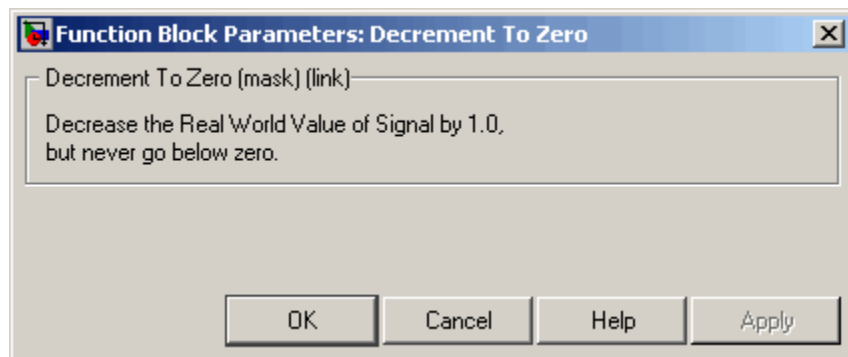 Function Block Parameters: Decrement To Zero
Decrement To Zero (mask) (link)
Decrease the Real World Value of Signal by 1.0,
but never go below zero.
OK Cancel Help Apply